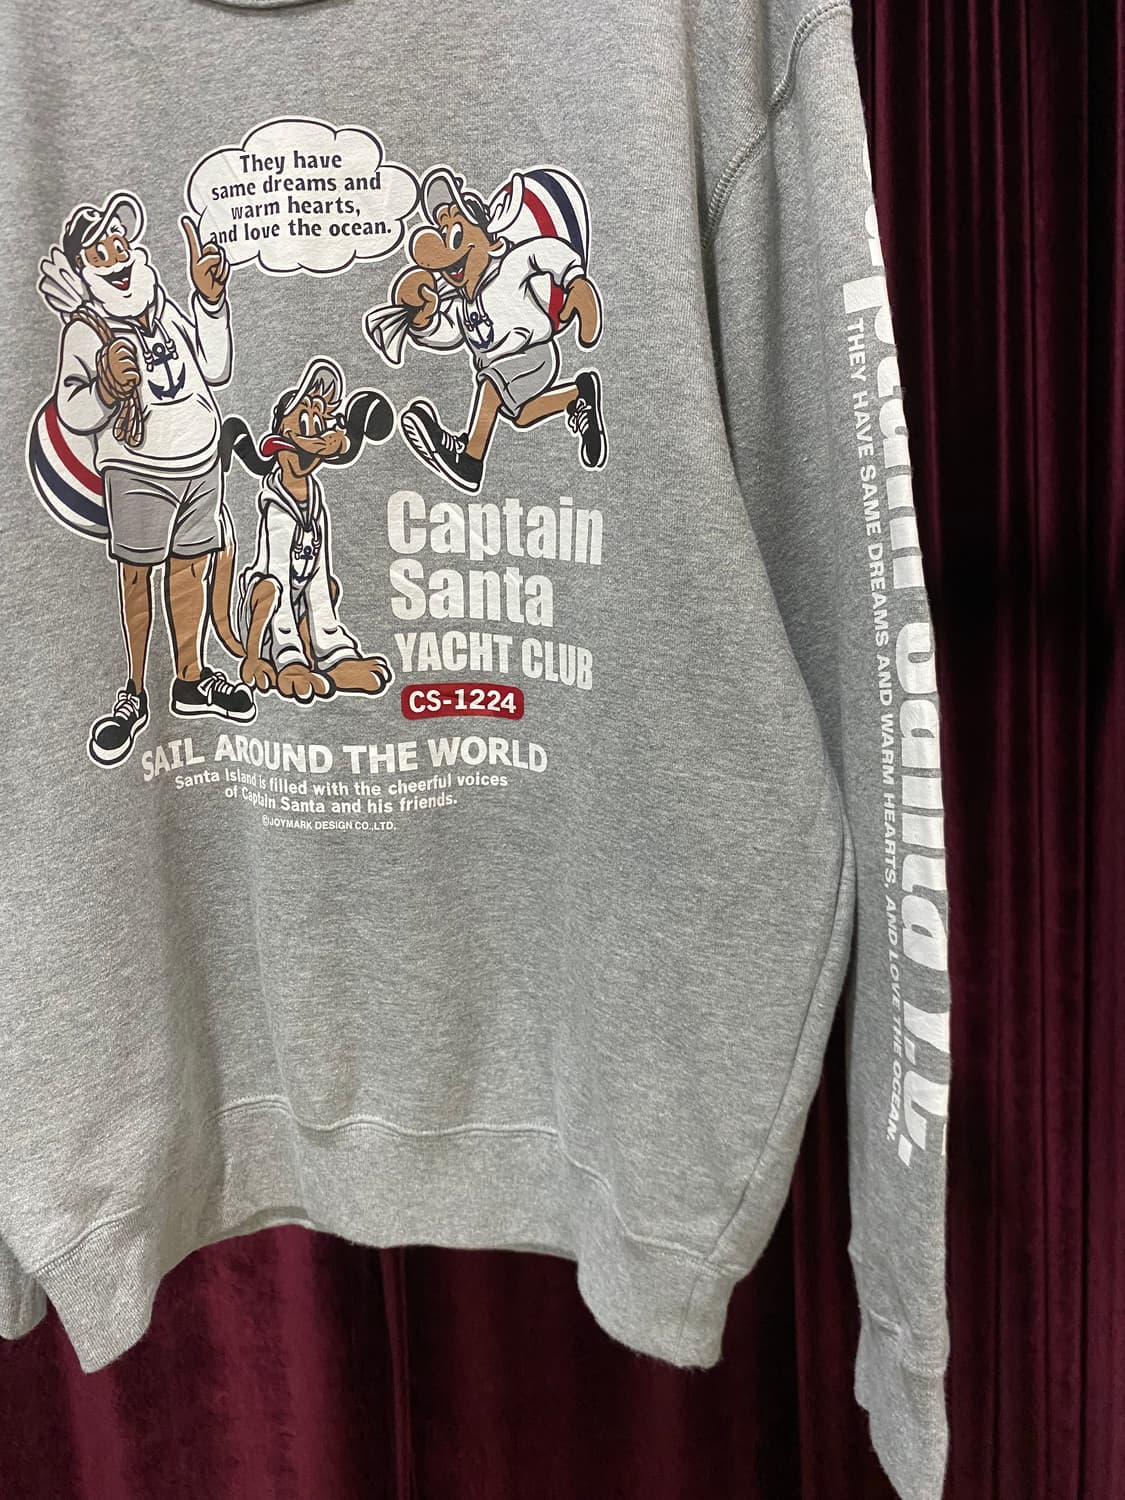 They have
same dreams and
warm hearts,
and love the ocean.
Captain
Santa
YACHT CLUB
CS-1224
SAIL AROUND THE WORLD
Santa Island is filled with the cheerful voices
of Captain Santa and his friends.
©JOYMARK DESIGN CO.,LTD.
Captain Santa Y.C.
THEY HAVE SAME DREAMS AND WARM HEARTS, AND LOVE THE OCEAN.